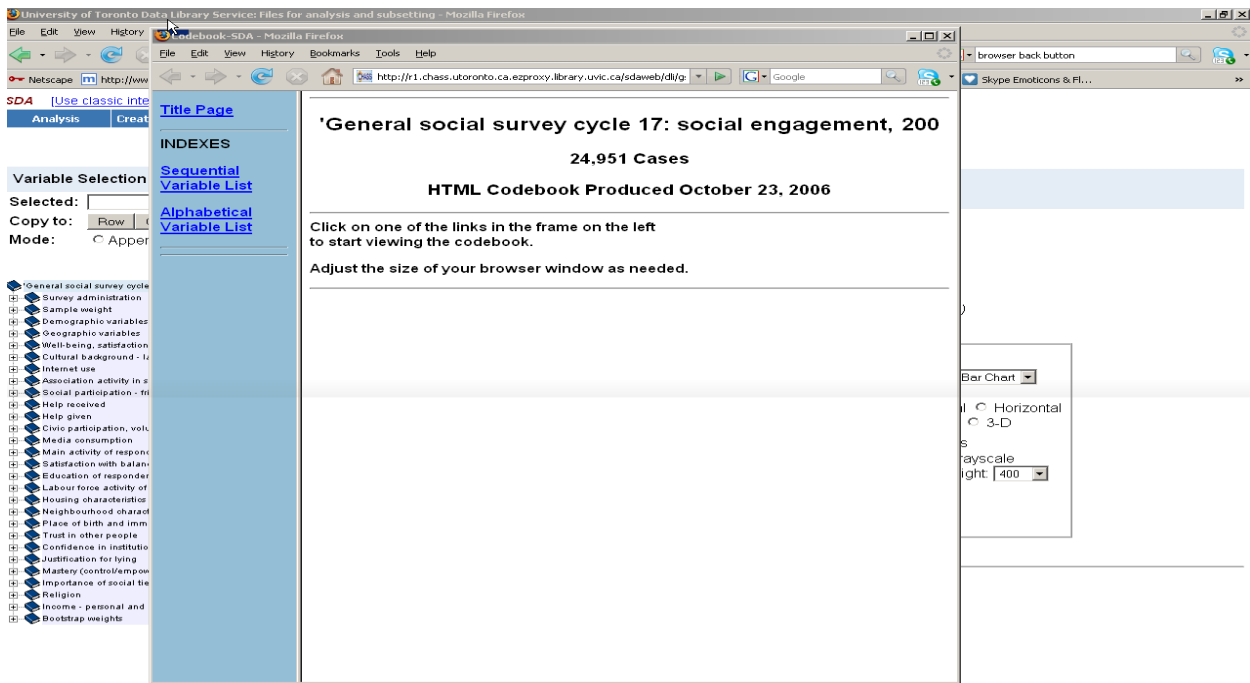 University of Toronto Data Library Service: Files for analysis and subsetting - Mozilla Firefox
File Edit View History
Netscape http://www
browser back button
Skype Emoticons & Fl...
SDA [Use classic inte
Analysis Creat
Variable Selection
Selected:
Copy to: Row
Mode: Appen
'General social survey cycle
Survey administration
Sample weight
Demographic variables
Geographic variables
Well-being, satisfaction
Cultural background - la
Internet use
Association activity in s
Social participation - fri
Help received
Help given
Civic participation, volu
Media consumption
Main activity of respond
Satisfaction with balan
Education of responden
Labour force activity of
Housing characteristics
Neighbourhood charact
Place of birth and imm
Trust in other people
Confidence in institutio
Justification for lying
Mastery (control/empow
Importance of social tie
Religion
Income - personal and
Bootstrap weights
Codebook-SDA - Mozilla Firefox
File Edit View History Bookmarks Tools Help
http://r1.chass.utoronto.ca.ezproxy.library.uvic.ca/sdaweb/dli/g: Google
Title Page
INDEXES
Sequential
Variable List
Alphabetical
Variable List
'General social survey cycle 17: social engagement, 200
24,951 Cases
HTML Codebook Produced October 23, 2006
Click on one of the links in the frame on the left
to start viewing the codebook.
Adjust the size of your browser window as needed.
Bar Chart
l Horizontal
3-D
s
rayscale
ight: 400